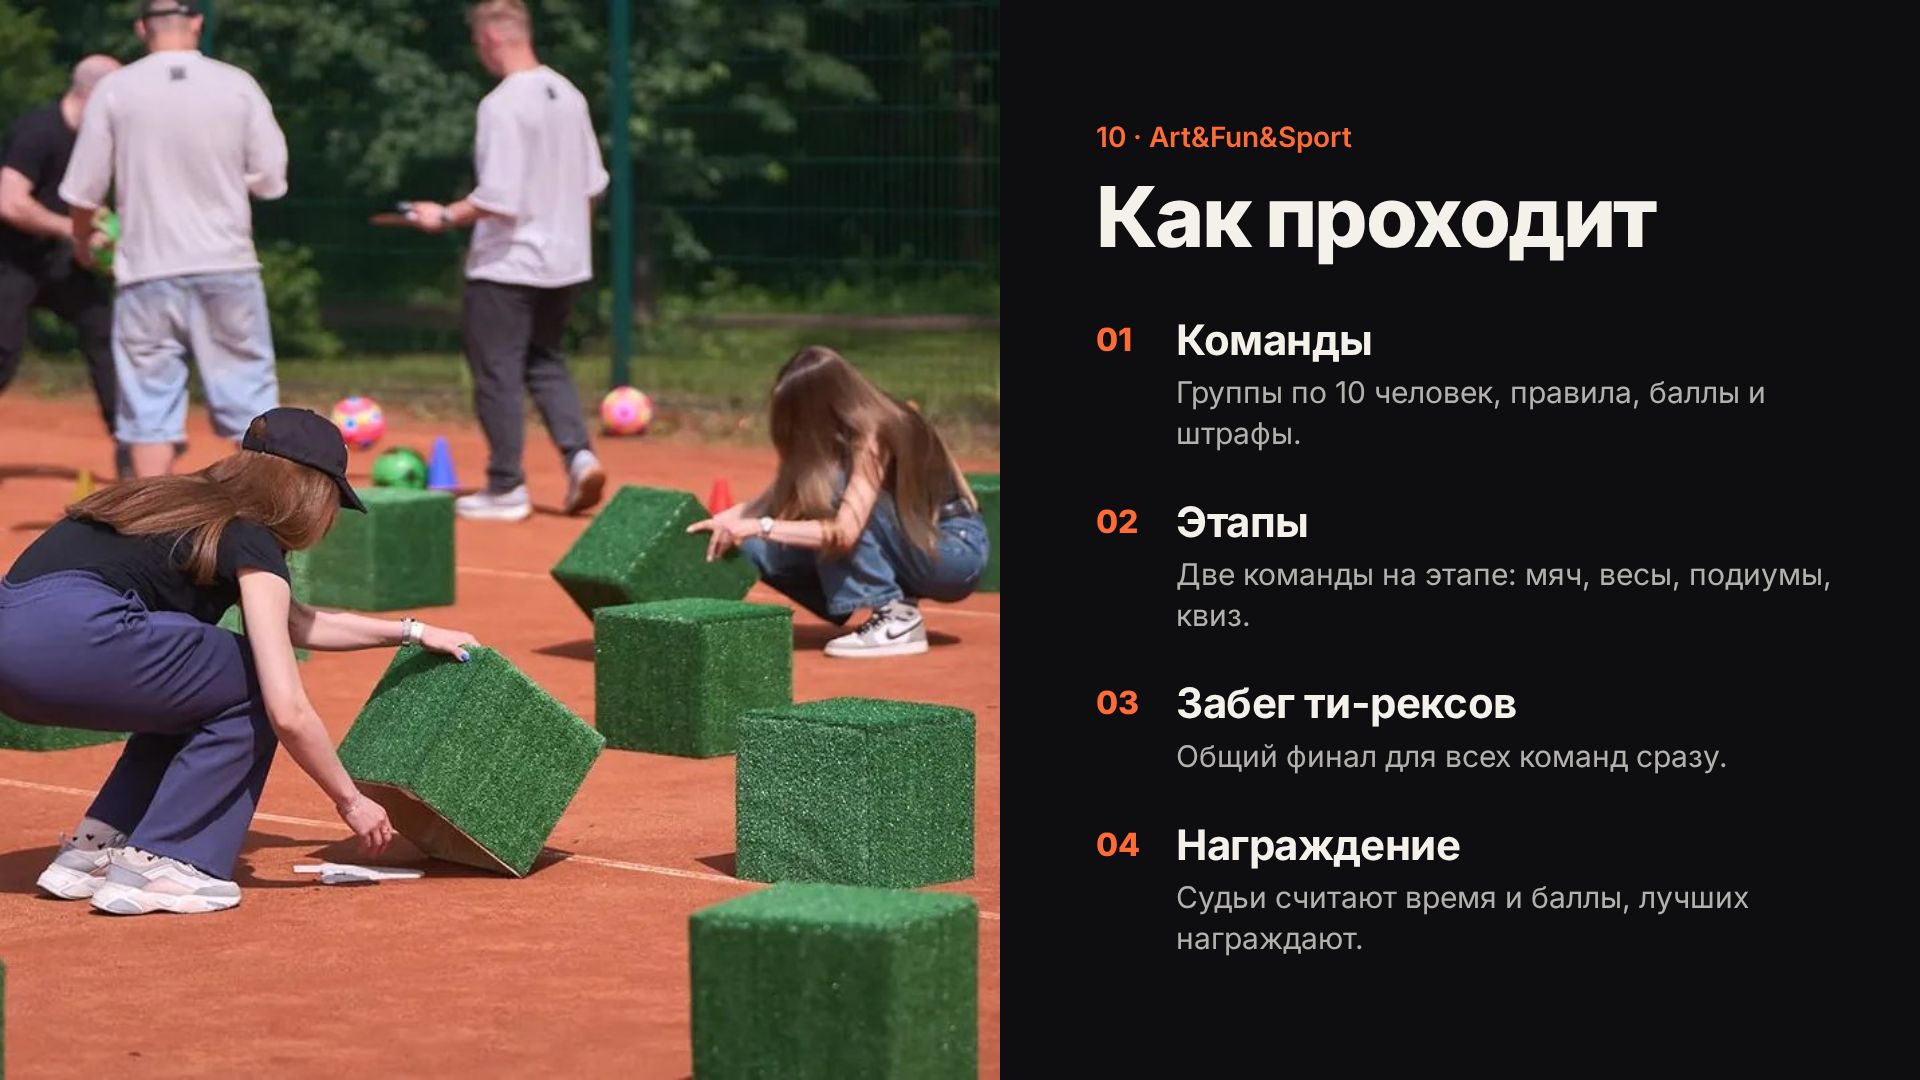 10 · Art&Fun&Sport
Как проходит
01 Команды
Группы по 10 человек, правила, баллы и
штрафы.
02 Этапы
Две команды на этапе: мяч, весы, подиумы,
квиз.
03 Забег ти-рексов
Общий финал для всех команд сразу.
04 Награждение
Судьи считают время и баллы, лучших
награждают.